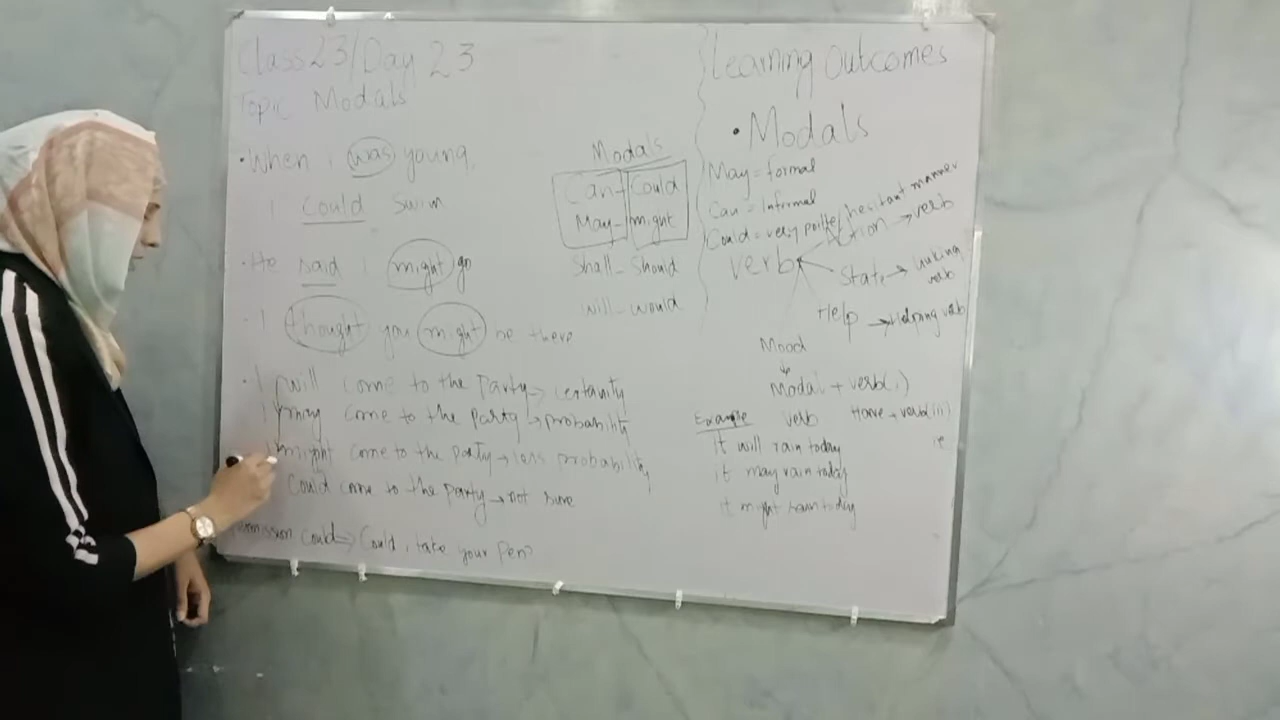 Class 23/Day 23
Topic Modals
• When i was young,
I could swim
• He said i might go
• I thought you might be there
• I will come to the party → certainity
I may come to the party → probability
I might come to the party → less probability
Could come to the party → not sure
could → Could i take your pen?
Modals
Can - Could
May - might
Shall - Should
will - would
Learning Outcomes
• Modals
May = formal
Can = Informal
Could = very polite/hesitant manner
verb
Action → verb
State → linking verb
Help → Helping verb
Mood
Modal + verb(i)
verb Have + verb(iii)
Example
It will rain today
it may rain today
it might rain today